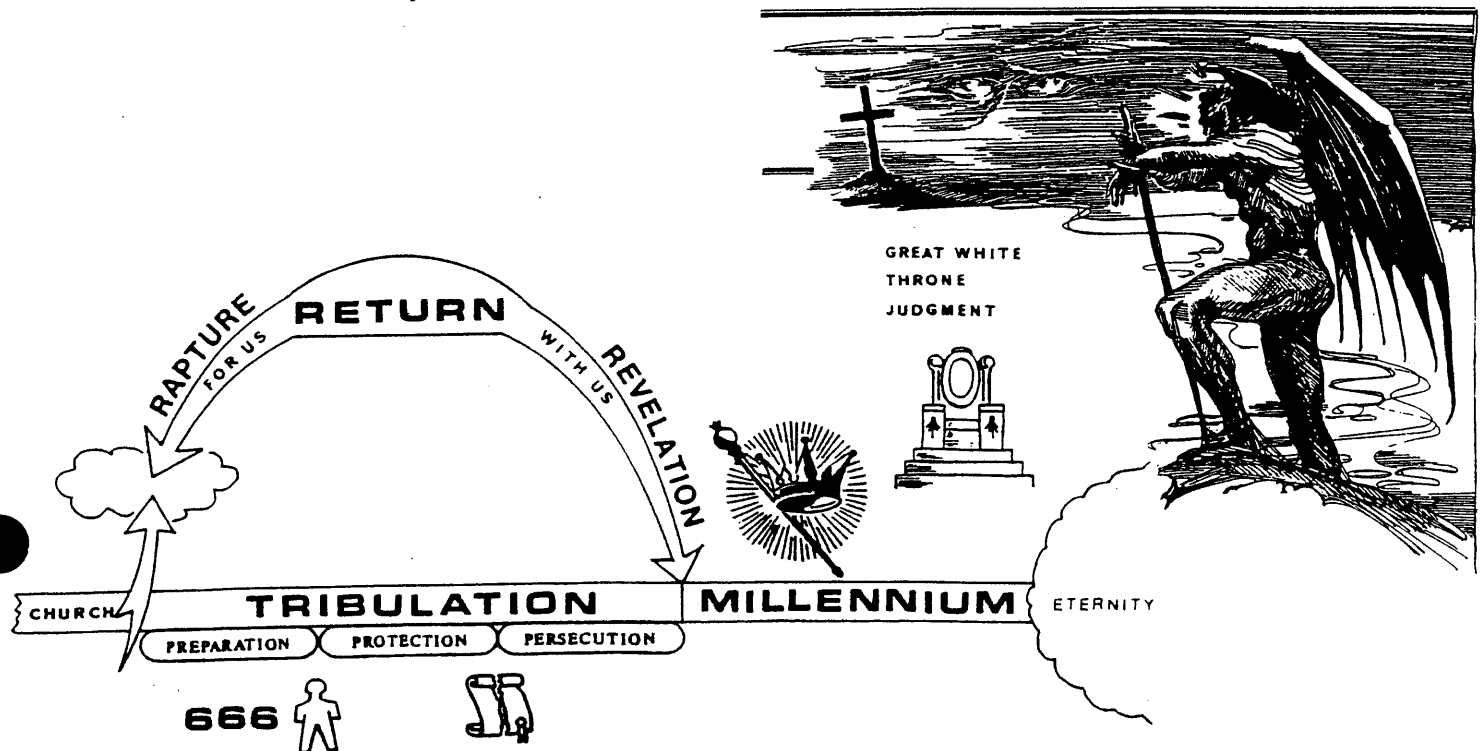 GREAT WHITE
THRONE
JUDGMENT
RETURN
RAPTURE
FOR US
WITH US
REVELATION
CHURCH
TRIBULATION
MILLENNIUM
ETERNITY
PREPARATION
PROTECTION
PERSECUTION
666